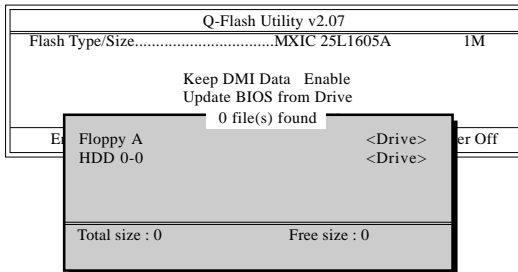 Q-Flash Utility v2.07
Flash Type/Size.................................MXIC 25L1605A 1M
Keep DMI Data Enable
Update BIOS from Drive
0 file(s) found
Floppy A <Drive>
HDD 0-0 <Drive>
Total size : 0 Free size : 0